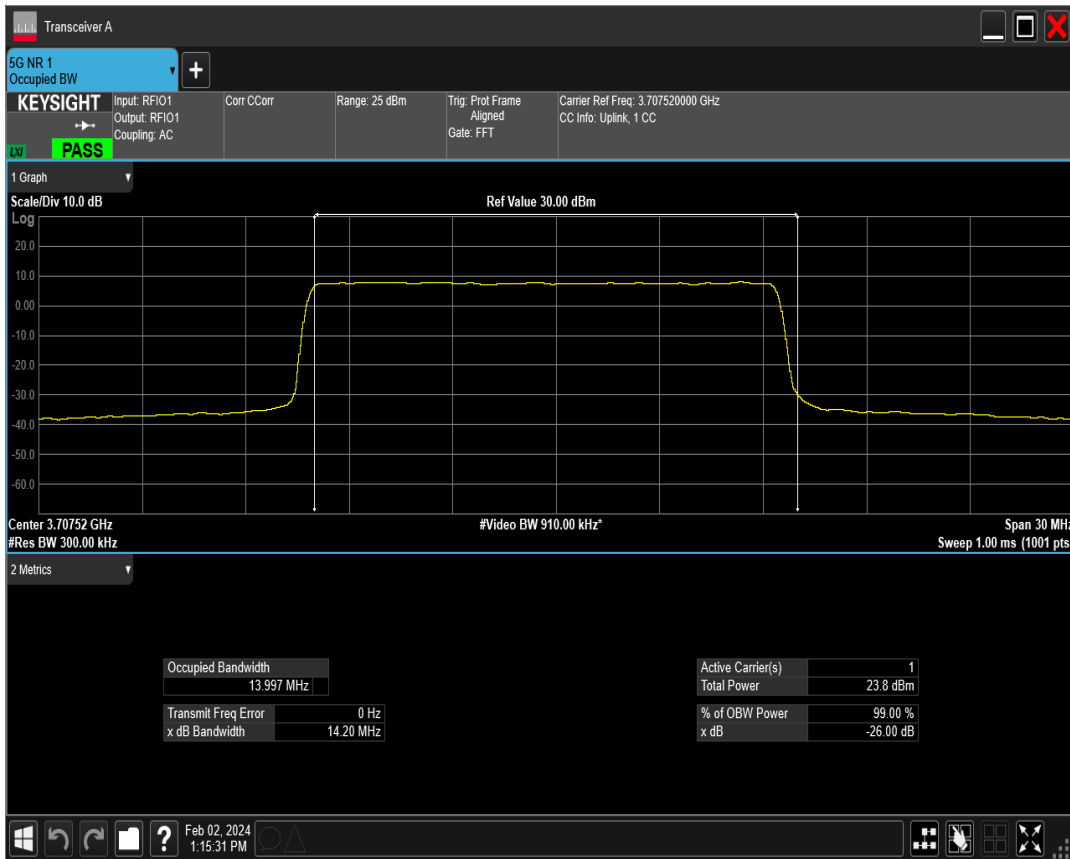 Transceiver A
5G NR 1
Occupied BW
KEYSIGHT
LXI
PASS
Input: RFIO1
Output: RFIO1
Coupling: AC
Corr CCorr
Range: 25 dBm
Trig: Prot Frame
Aligned
Gate: FFT
Carrier Ref Freq: 3.707520000 GHz
CC Info: Uplink, 1 CC
1 Graph
Scale/Div 10.0 dB
Ref Value 30.00 dBm
Log
20.0
10.0
0.00
-10.0
-20.0
-30.0
-40.0
-50.0
-60.0
Center 3.70752 GHz
#Video BW 910.00 kHz*
Span 30 MHz
#Res BW 300.00 kHz
Sweep 1.00 ms (1001 pts
2 Metrics
Occupied Bandwidth
13.997 MHz
Transmit Freq Error 0 Hz
x dB Bandwidth 14.20 MHz
Active Carrier(s) 1
Total Power 23.8 dBm
% of OBW Power 99.00 %
x dB -26.00 dB
?
Feb 02, 2024
1:15:31 PM